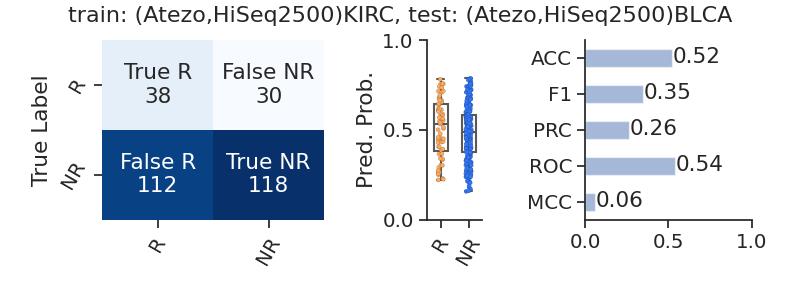 train: (Atezo,HiSeq2500)KIRC, test: (Atezo,HiSeq2500)BLCA
True Label
R
NR
True R
38
False NR
30
False R
112
True NR
118
R
NR
Pred. Prob.
1.0
0.5
0.0
R
NR
ACC
0.52
F1
0.35
PRC
0.26
ROC
0.54
MCC
0.06
0.0
0.5
1.0